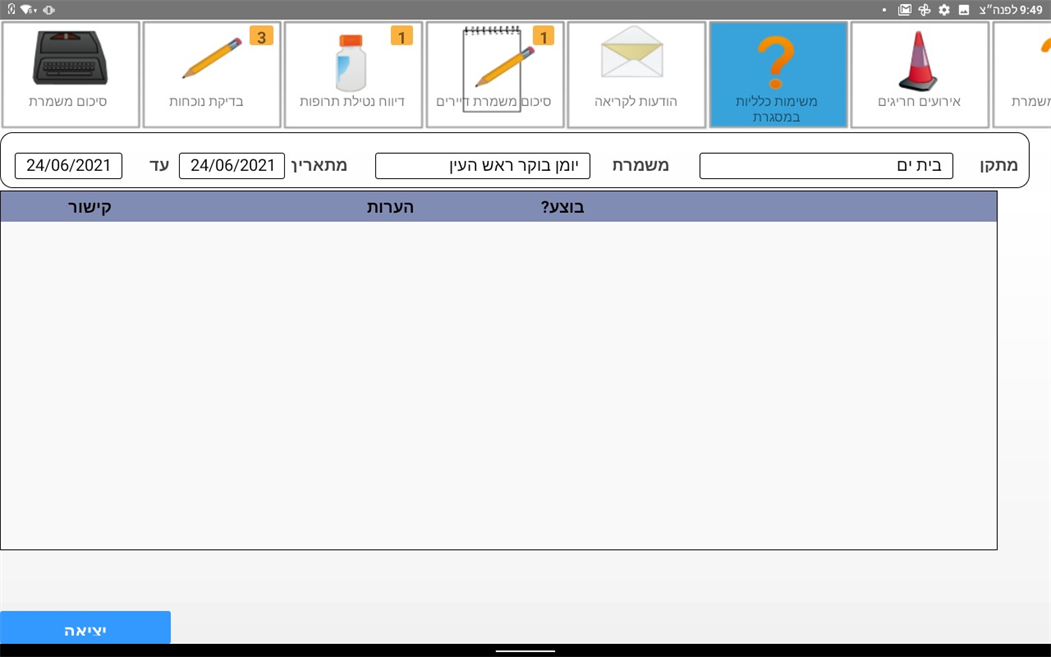 9:49 לפנה״צ
משמרת
אירועים חריגים
משימות כלליות
במסגרת
הודעות לקריאה
1
סיכום משמרת דיירים
1
דיווח נטילת תרופות
3
בדיקת נוכחות
סיכום משמרת
מתקן בית ים משמרת יומן בוקר ראש העין מתאריך 24/06/2021 עד 24/06/2021
בוצע? הערות קישור
יציאה